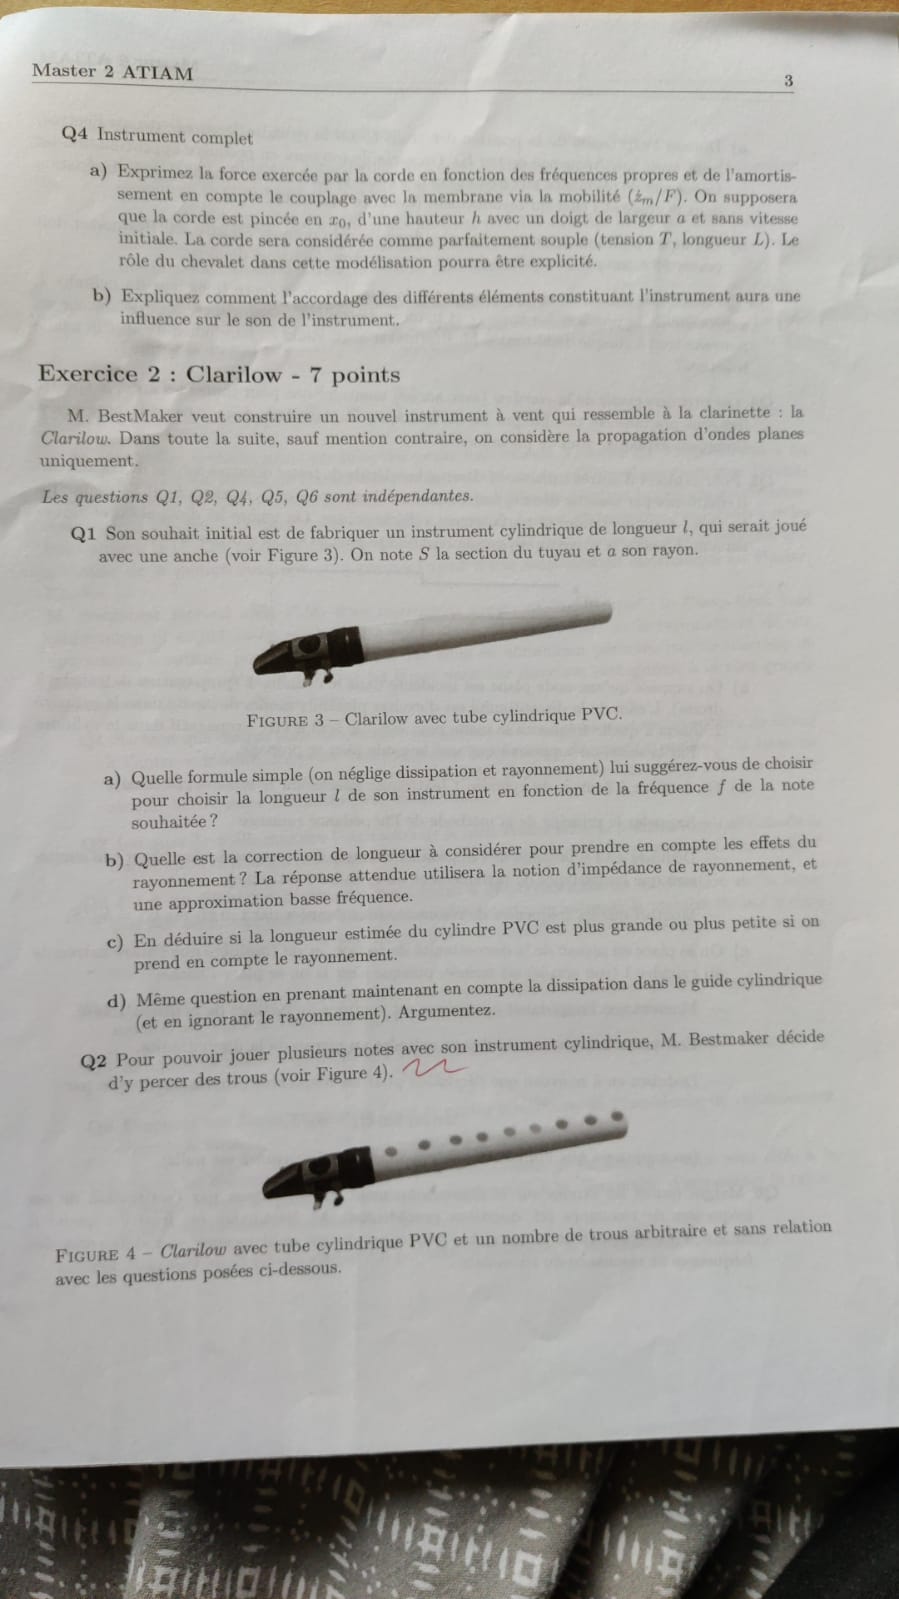 Master 2 ATIAM
3
Q4 Instrument complet
a) Exprimez la force exercée par la corde en fonction des fréquences propres et de l'amortis-
sement en compte le couplage avec la membrane via la mobilité (żₘ/F). On supposera
que la corde est pincée en x₀, d'une hauteur h avec un doigt de largeur a et sans vitesse
initiale. La corde sera considérée comme parfaitement souple (tension T, longueur L). Le
rôle du chevalet dans cette modélisation pourra être explicité.
b) Expliquez comment l'accordage des différents éléments constituant l'instrument aura une
influence sur le son de l'instrument.
Exercice 2 : Clarilow - 7 points
M. BestMaker veut construire un nouvel instrument à vent qui ressemble à la clarinette : la
Clarilow. Dans toute la suite, sauf mention contraire, on considère la propagation d'ondes planes
uniquement.
Les questions Q1, Q2, Q4, Q5, Q6 sont indépendantes.
Q1 Son souhait initial est de fabriquer un instrument cylindrique de longueur l, qui serait joué
avec une anche (voir Figure 3). On note S la section du tuyau et a son rayon.
FIGURE 3 – Clarilow avec tube cylindrique PVC.
a) Quelle formule simple (on néglige dissipation et rayonnement) lui suggérez-vous de choisir
pour choisir la longueur l de son instrument en fonction de la fréquence f de la note
souhaitée ?
b) Quelle est la correction de longueur à considérer pour prendre en compte les effets du
rayonnement ? La réponse attendue utilisera la notion d'impédance de rayonnement, et
une approximation basse fréquence.
c) En déduire si la longueur estimée du cylindre PVC est plus grande ou plus petite si on
prend en compte le rayonnement.
d) Même question en prenant maintenant en compte la dissipation dans le guide cylindrique
(et en ignorant le rayonnement). Argumentez.
Q2 Pour pouvoir jouer plusieurs notes avec son instrument cylindrique, M. Bestmaker décide
d'y percer des trous (voir Figure 4).
FIGURE 4 – Clarilow avec tube cylindrique PVC et un nombre de trous arbitraire et sans relation
avec les questions posées ci-dessous.